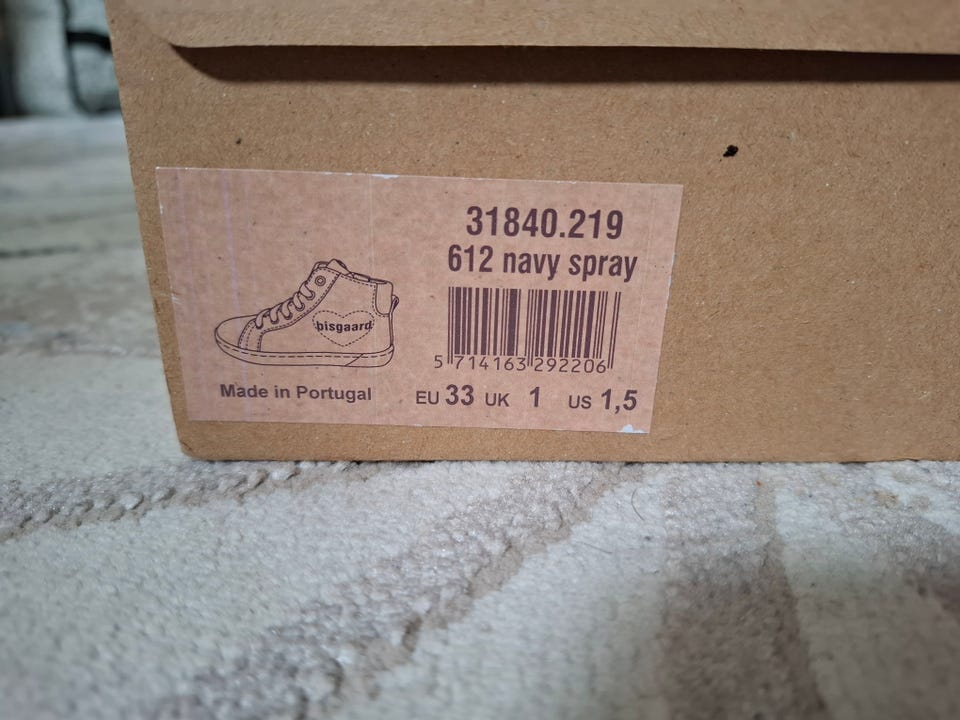 31840.219
612 navy spray
bisgaard
5 714163 292206
Made in Portugal
EU 33 UK 1 US 1,5